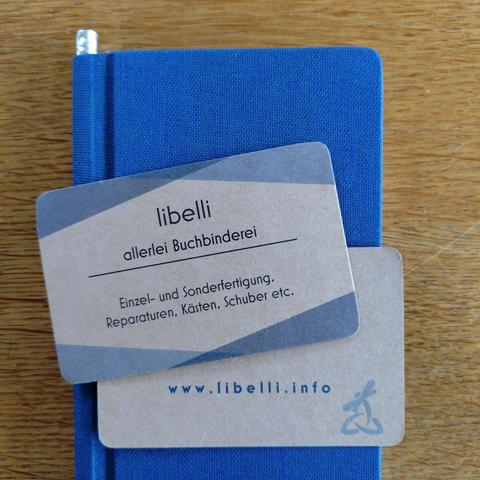 libelli
allerlei Buchbinderei
Einzel- und Sonderfertigung,
Reparaturen, Kästen, Schuber etc.
www.libelli.info